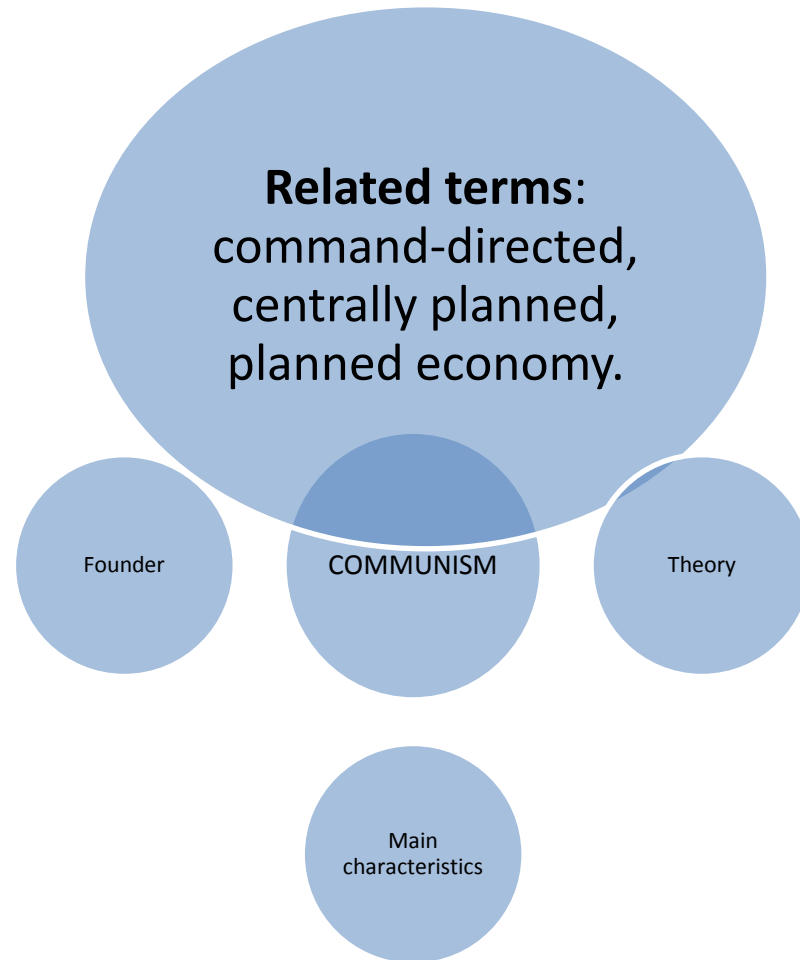 Related terms:
command-directed,
centrally planned,
planned economy.
Founder
COMMUNISM
Theory
Main
characteristics